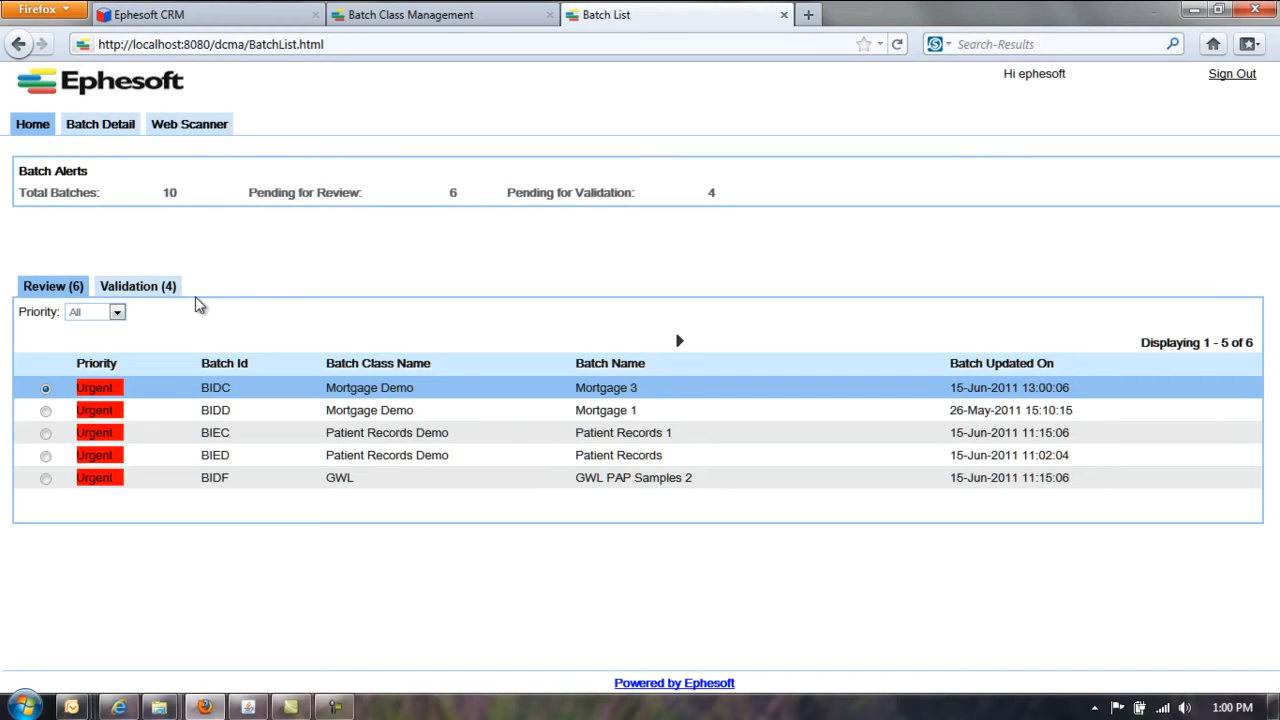 Firefox
Ephesoft CRM
Batch Class Management
Batch List
http://localhost:8080/dcma/BatchList.html
Search-Results
Ephesoft
Hi ephesoft
Sign Out
Home
Batch Detail
Web Scanner
Batch Alerts
Total Batches: 10 Pending for Review: 6 Pending for Validation: 4
Review (6) Validation (4)
Priority: All
Displaying 1 - 5 of 6
Priority Batch Id Batch Class Name Batch Name Batch Updated On
Urgent BIDC Mortgage Demo Mortgage 3 15-Jun-2011 13:00:06
Urgent BIDD Mortgage Demo Mortgage 1 26-May-2011 15:10:15
Urgent BIEC Patient Records Demo Patient Records 1 15-Jun-2011 11:15:06
Urgent BIED Patient Records Demo Patient Records 15-Jun-2011 11:02:04
Urgent BIDF GWL GWL PAP Samples 2 15-Jun-2011 11:15:06
Powered by Ephesoft
1:00 PM